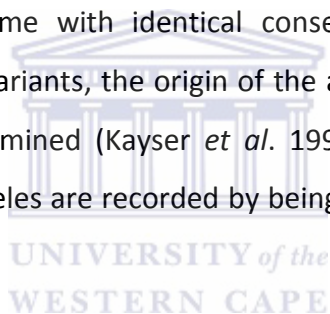 me with identical conse
ariants, the origin of the a
mined (Kayser et al. 199
eles are recorded by being
UNIVERSITY of the
WESTERN CAPE